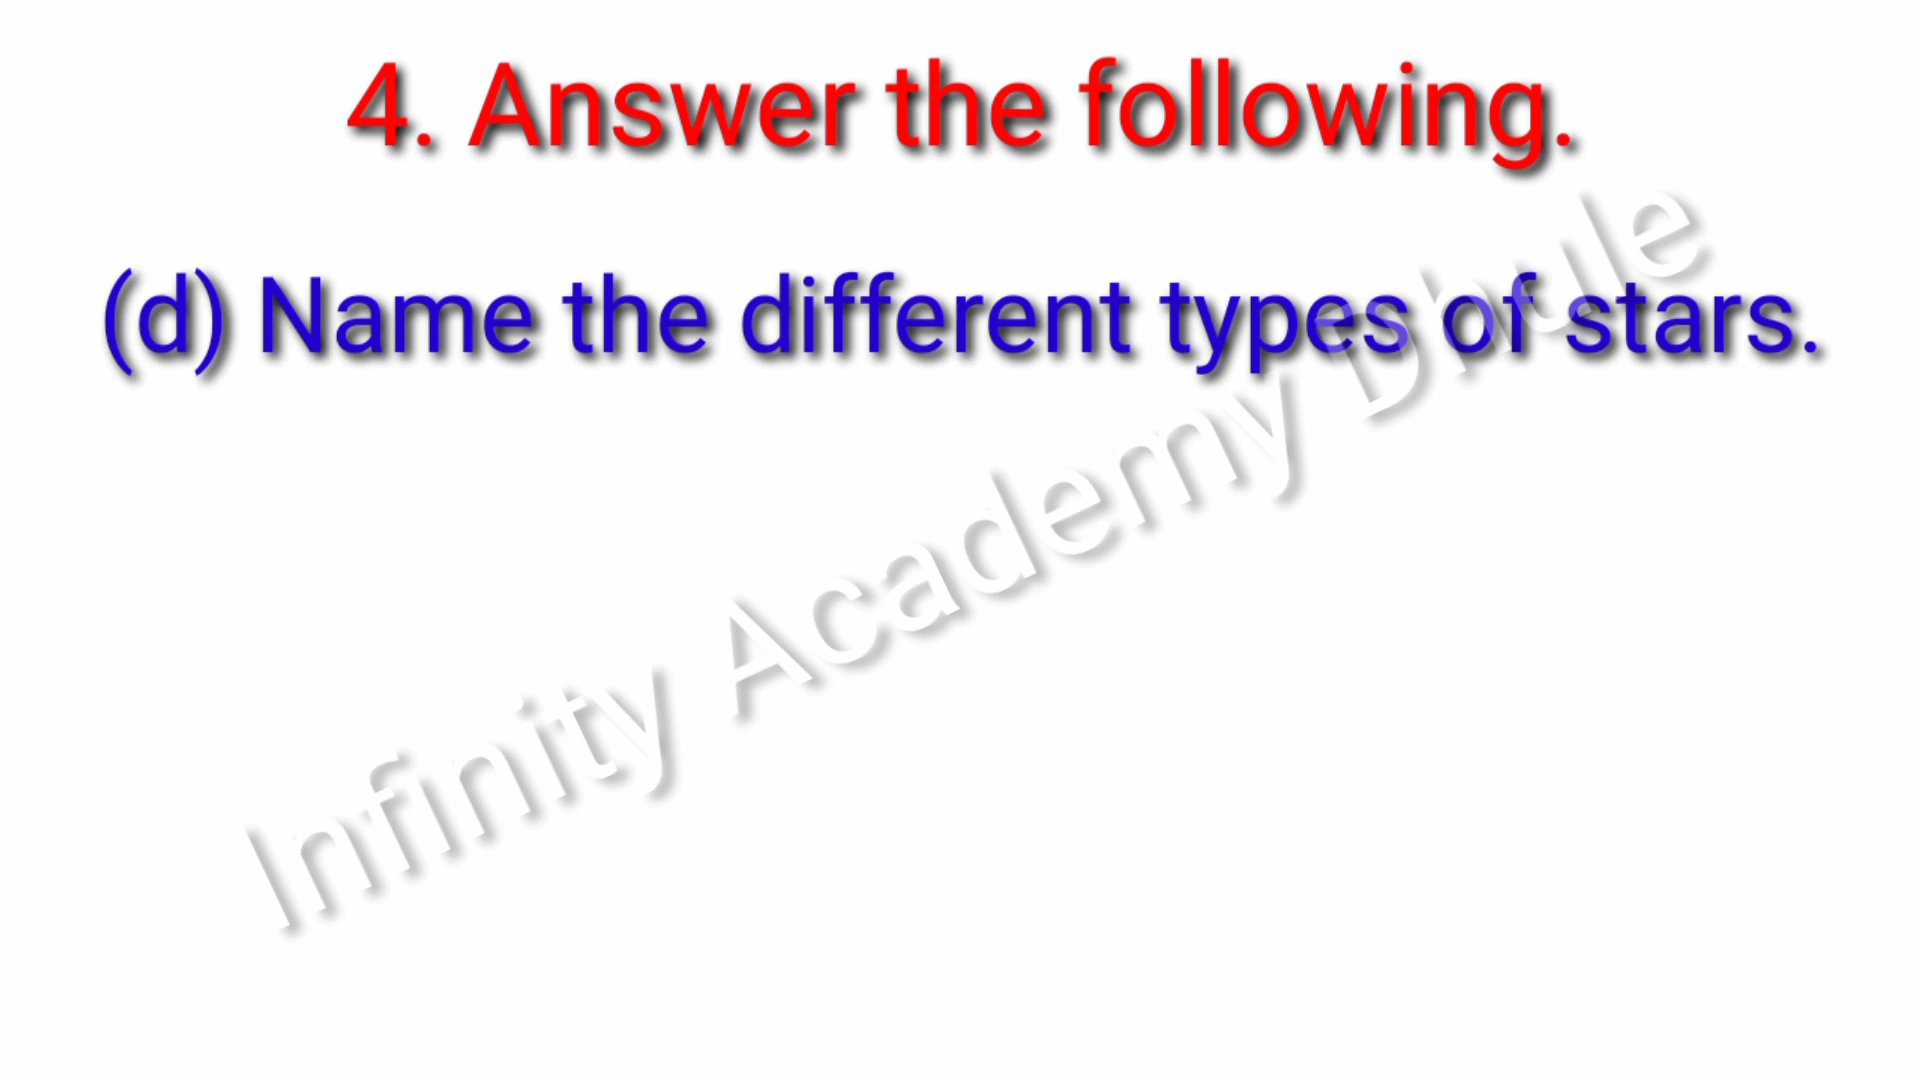 4. Answer the following.
(d) Name the different types of stars.
Infinity Academy Dhule